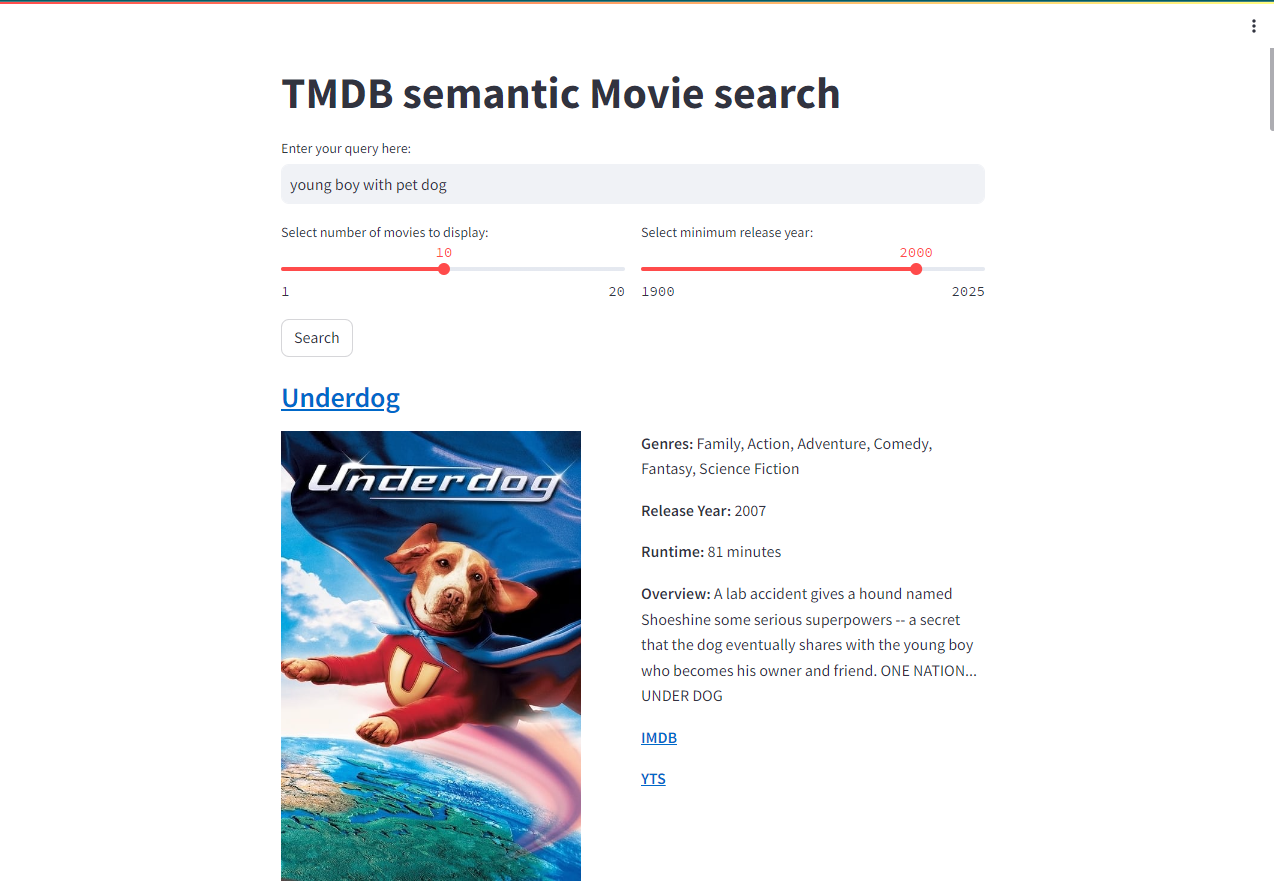 TMDB semantic Movie search
Enter your query here:
young boy with pet dog
Select number of movies to display:
10
1
20
Select minimum release year:
2000
1900
2025
Search
Underdog
Underdog
U
Genres: Family, Action, Adventure, Comedy,
Fantasy, Science Fiction
Release Year: 2007
Runtime: 81 minutes
Overview: A lab accident gives a hound named
Shoeshine some serious superpowers -- a secret
that the dog eventually shares with the young boy
who becomes his owner and friend. ONE NATION...
UNDER DOG
IMDB
YTS